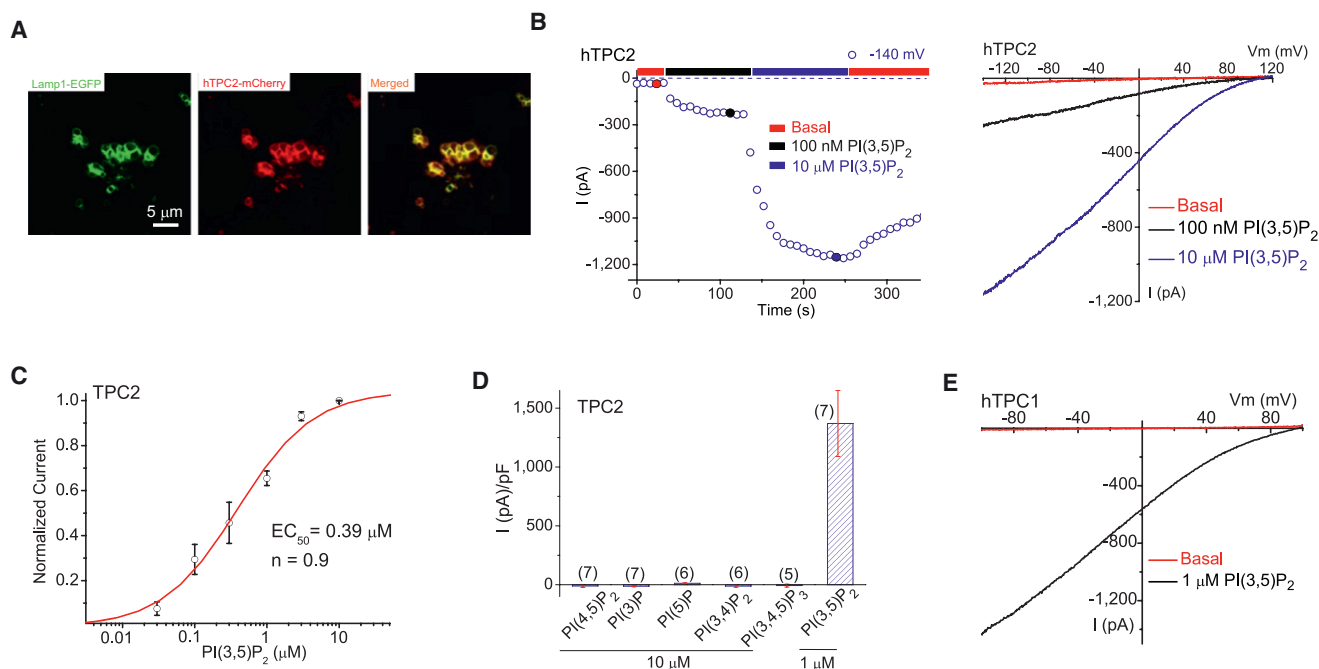 A
Lamp1-EGFP
hTPC2-mCherry
Merged
5 μm
B
hTPC2
-140 mV
0
-300
-600
-900
-1,200
I (pA)
Basal
100 nM PI(3,5)P₂
10 μM PI(3,5)P₂
0 100 200 300
Time (s)
hTPC2
Vm (mV)
-120 -80 -40 0 40 80 120
-400
-800
-1,200
I (pA)
Basal
100 nM PI(3,5)P₂
10 μM PI(3,5)P₂
C
TPC2
1.0
0.8
0.6
0.4
0.2
Normalized Current
EC₅₀ = 0.39 μM
n = 0.9
0.01 0.1 1 10
PI(3,5)P₂ (μM)
D
TPC2
1,500
1,000
750
500
250
0
I (pA)/pF
(7) (7) (6) (6) (5) (7)
PI(4,5)P₂
PI(3)P
PI(5)P
PI(3,4)P₂
PI(3,4,5)P₃
PI(3,5)P₂
10 μM
1 μM
E
hTPC1
Vm (mV)
-80 -40 0 40 80
-400
-800
-1,200
I (pA)
Basal
1 μM PI(3,5)P₂